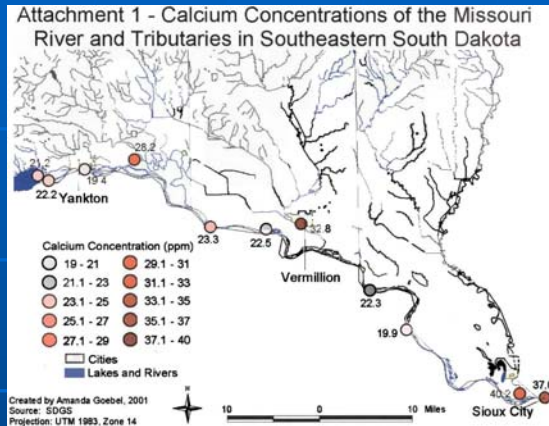 Attachment 1 - Calcium Concentrations of the Missouri
River and Tributaries in Southeastern South Dakota
21.2
28.2
22.2
19.4
Yankton
23.3
22.5
32.8
Vermillion
22.3
19.9
Calcium Concentration (ppm)
19 - 21
29.1 - 31
21.1 - 23
31.1 - 33
23.1 - 25
33.1 - 35
25.1 - 27
35.1 - 37
27.1 - 29
37.1 - 40
Cities
Lakes and Rivers
40.2
Sioux City
Created by Amanda Goebel, 2001
Source: SDGS
Projection: UTM 1983, Zone 14
10
0
10 Miles